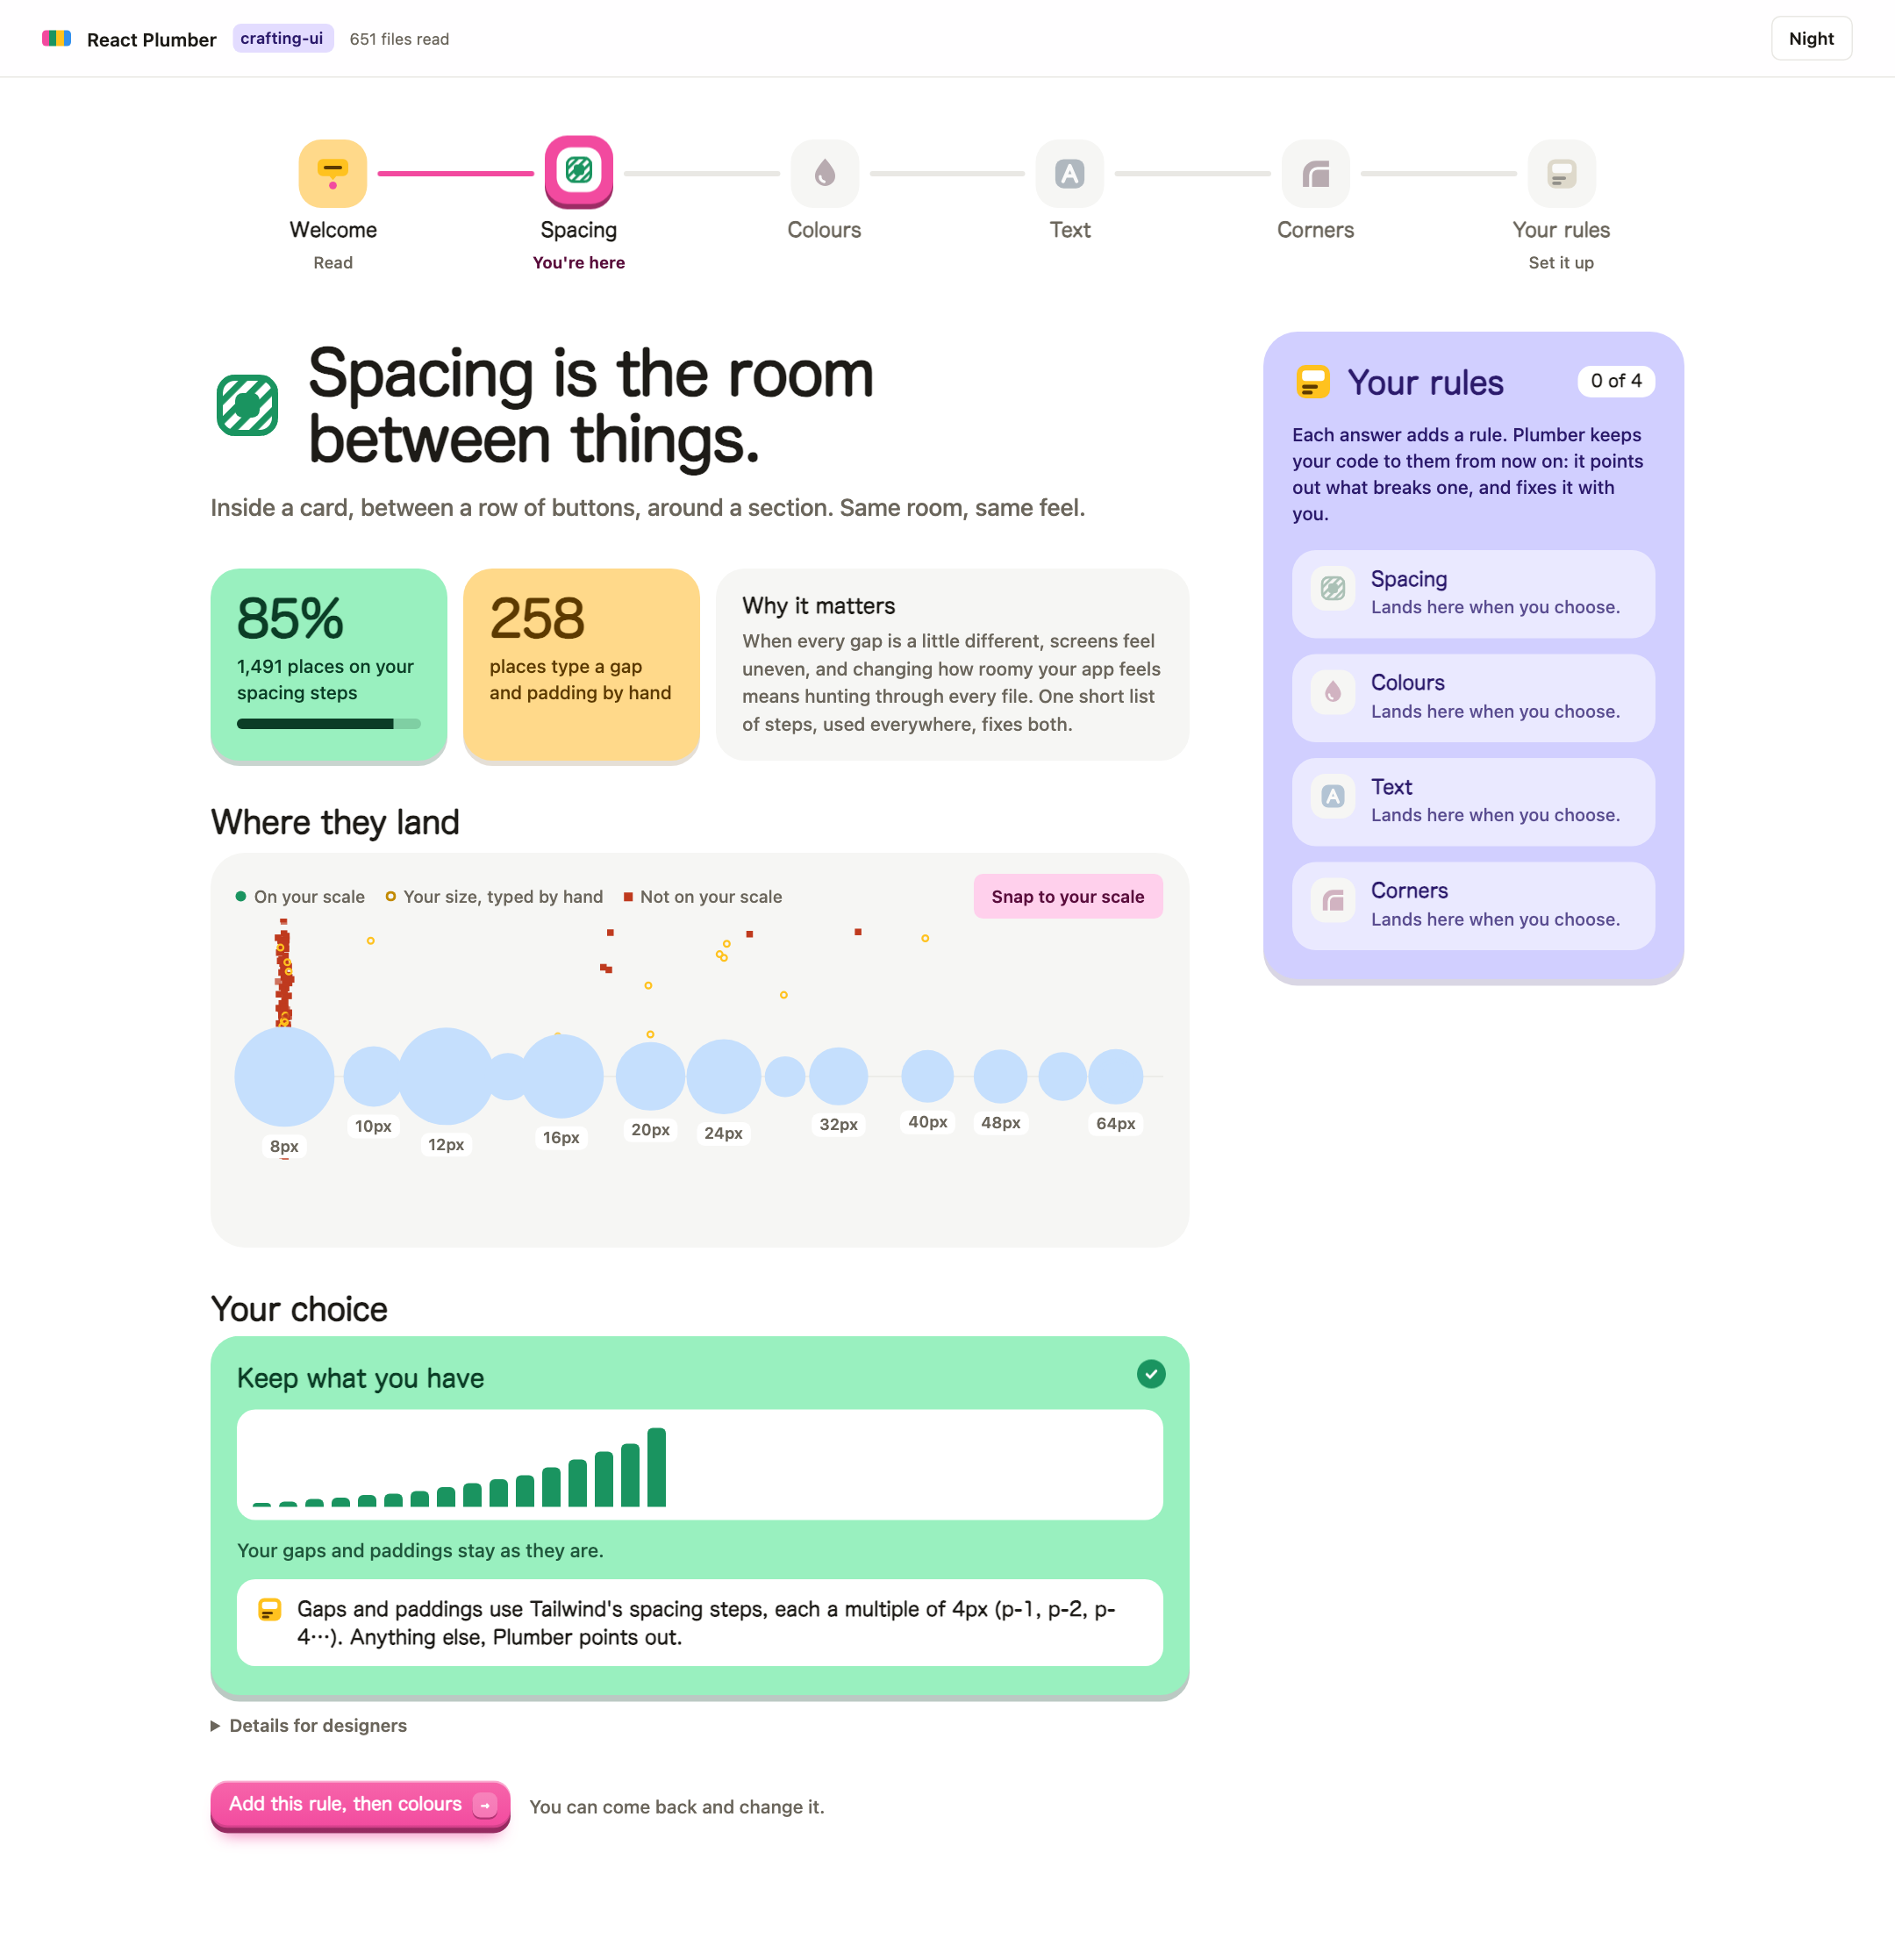 React Plumber
crafting-ui
651 files read
Night
Welcome
Read
Spacing
You're here
Colours
Text
Corners
Your rules
Set it up
Spacing is the room
between things.
Inside a card, between a row of buttons, around a section. Same room, same feel.
85%
1,491 places on your
spacing steps
258
places type a gap
and padding by hand
Why it matters
When every gap is a little different, screens feel
uneven, and changing how roomy your app feels
means hunting through every file. One short list
of steps, used everywhere, fixes both.
Where they land
On your scale
Your size, typed by hand
Not on your scale
Snap to your scale
8px
10px
12px
16px
20px
24px
32px
40px
48px
64px
Your choice
Keep what you have
Your gaps and paddings stay as they are.
Gaps and paddings use Tailwind's spacing steps, each a multiple of 4px (p-1, p-2, p-
4…). Anything else, Plumber points out.
Details for designers
Add this rule, then colours →
You can come back and change it.
Your rules
0 of 4
Each answer adds a rule. Plumber keeps
your code to them from now on: it points
out what breaks one, and fixes it with
you.
Spacing
Lands here when you choose.
Colours
Lands here when you choose.
A
Text
Lands here when you choose.
Corners
Lands here when you choose.